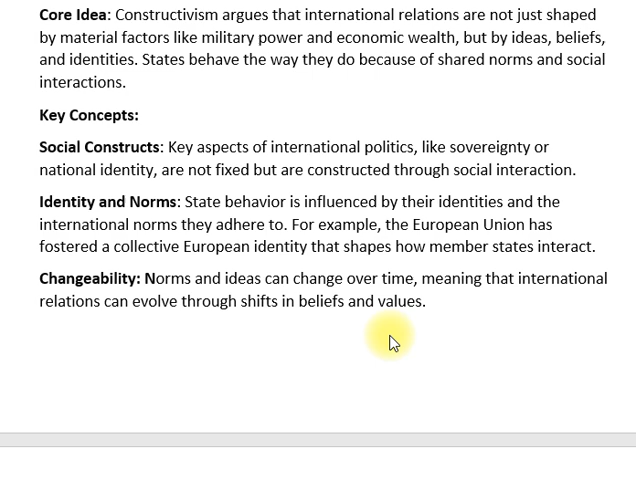 Core Idea: Constructivism argues that international relations are not just shaped
by material factors like military power and economic wealth, but by ideas, beliefs,
and identities. States behave the way they do because of shared norms and social
interactions.
Key Concepts:
Social Constructs: Key aspects of international politics, like sovereignty or
national identity, are not fixed but are constructed through social interaction.
Identity and Norms: State behavior is influenced by their identities and the
international norms they adhere to. For example, the European Union has
fostered a collective European identity that shapes how member states interact.
Changeability: Norms and ideas can change over time, meaning that international
relations can evolve through shifts in beliefs and values.